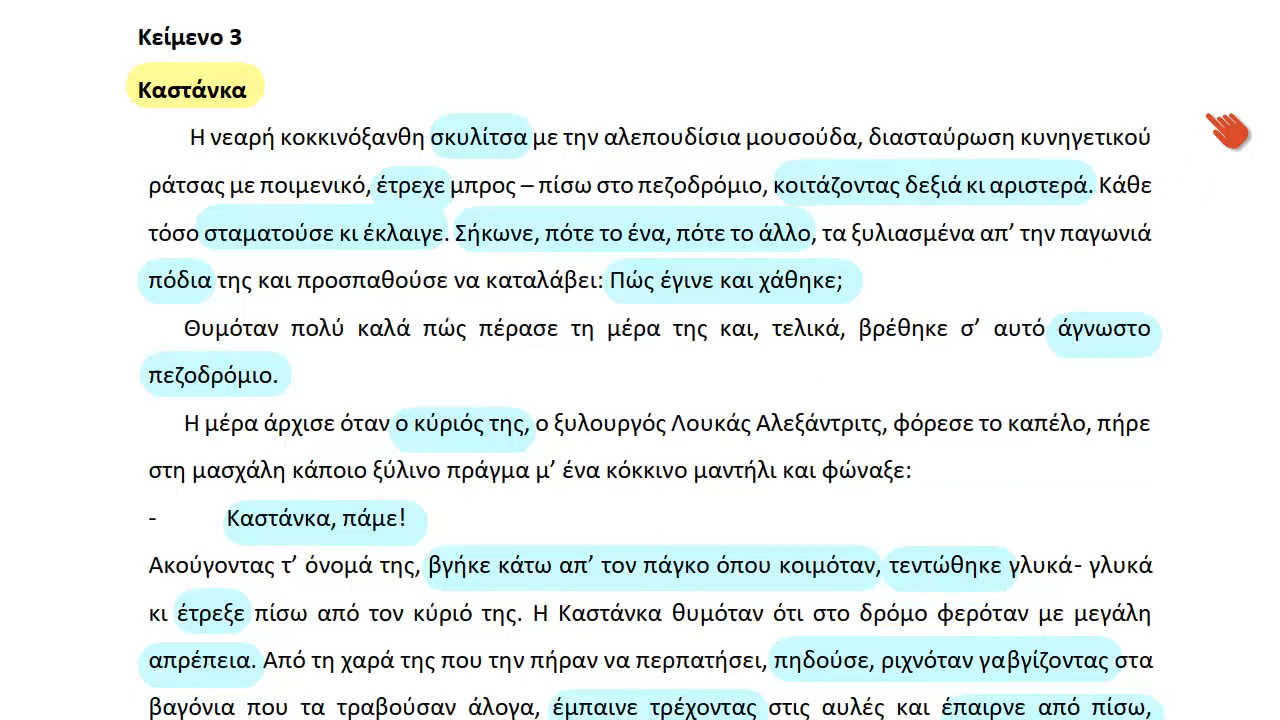 Κείμενο 3
Καστάνκα
Η νεαρή κοκκινόξανθη σκυλίτσα με την αλεπουδίσια μουσούδα, διασταύρωση κυνηγετικού
ράτσας με ποιμενικό, έτρεχε μπρος – πίσω στο πεζοδρόμιο, κοιτάζοντας δεξιά κι αριστερά. Κάθε
τόσο σταματούσε κι έκλαιγε. Σήκωνε, πότε το ένα, πότε το άλλο, τα ξυλιασμένα απ’ την παγωνιά
πόδια της και προσπαθούσε να καταλάβει: Πώς έγινε και χάθηκε;
Θυμόταν πολύ καλά πώς πέρασε τη μέρα της και, τελικά, βρέθηκε σ’ αυτό άγνωστο
πεζοδρόμιο.
Η μέρα άρχισε όταν ο κύριός της, ο ξυλουργός Λουκάς Αλεξάντριτς, φόρεσε το καπέλο, πήρε
στη μασχάλη κάποιο ξύλινο πράγμα μ’ ένα κόκκινο μαντήλι και φώναξε:
- Καστάνκα, πάμε!
Ακούγοντας τ’ όνομά της, βγήκε κάτω απ’ τον πάγκο όπου κοιμόταν, τεντώθηκε γλυκά- γλυκά
κι έτρεξε πίσω από τον κύριό της. Η Καστάνκα θυμόταν ότι στο δρόμο φερόταν με μεγάλη
απρέπεια. Από τη χαρά της που την πήραν να περπατήσει, πηδούσε, ριχνόταν γαβγίζοντας στα
βαγόνια που τα τραβούσαν άλογα, έμπαινε τρέχοντας στις αυλές και έπαιρνε από πίσω,